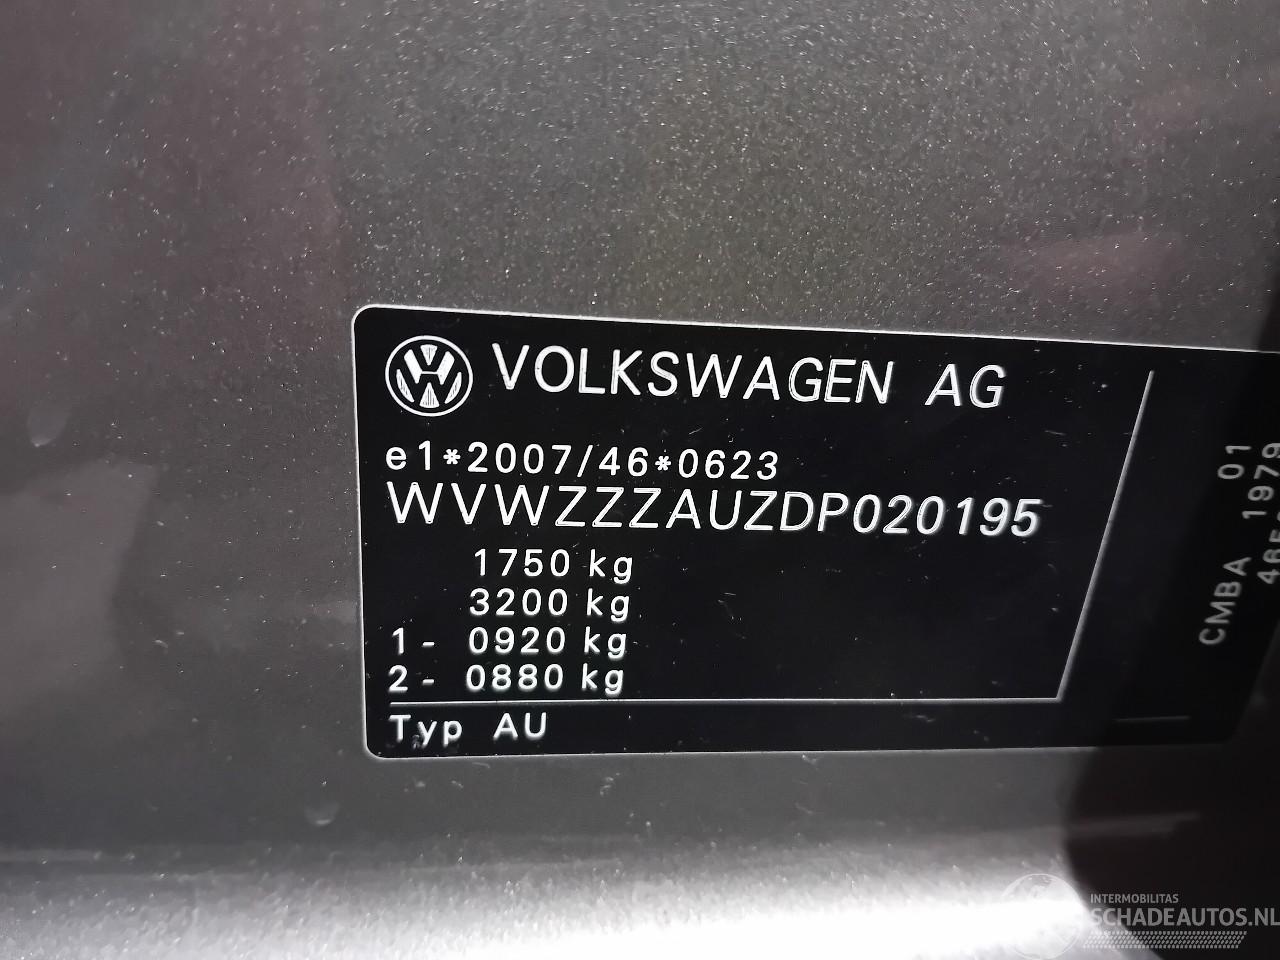 VOLKSWAGEN AG
e1*2007/46*0623
WVWZZZAUZDP020195
1750 kg
3200 kg
1- 0920 kg
2- 0880 kg
Typ AU
CMBA 01
1979
INTERMOBILITAS
SCHADEAUTOS.NL